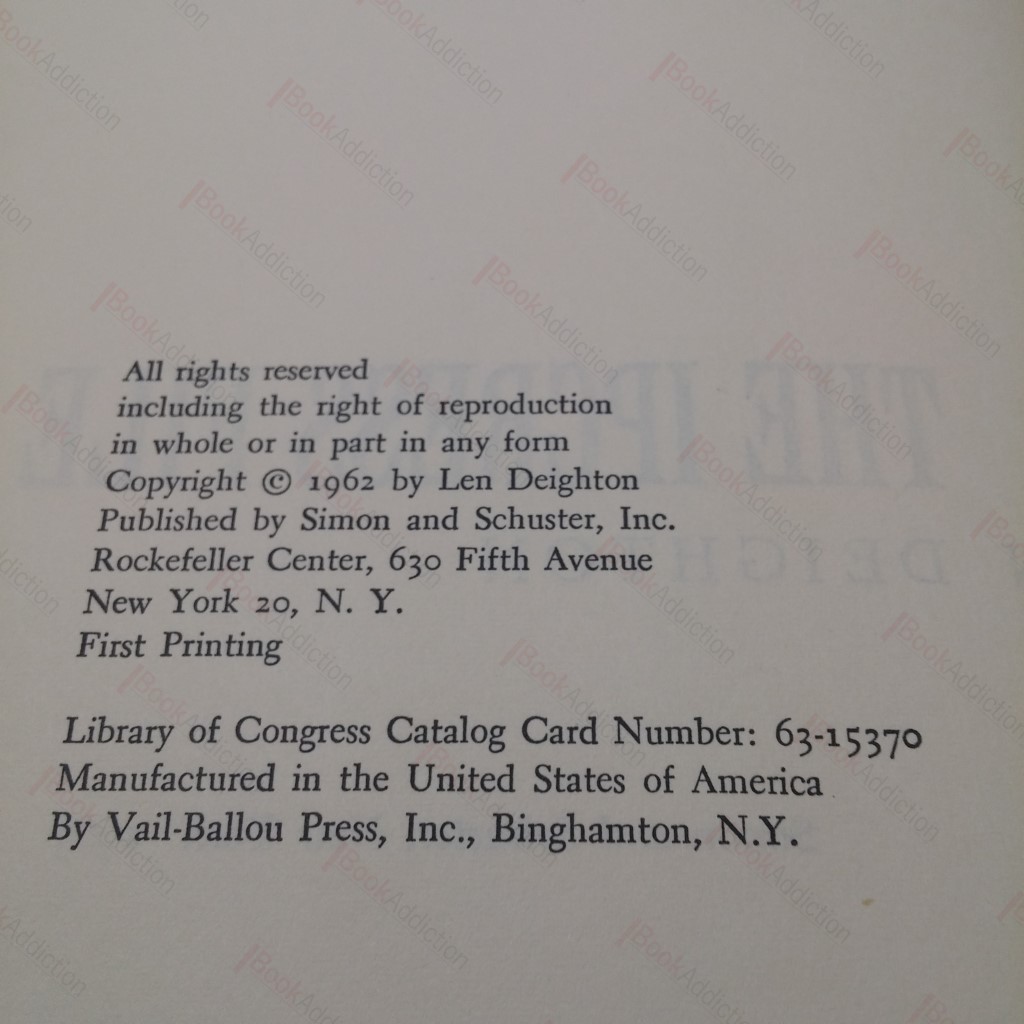 All rights reserved
including the right of reproduction
in whole or in part in any form
Copyright © 1962 by Len Deighton
Published by Simon and Schuster, Inc.
Rockefeller Center, 630 Fifth Avenue
New York 20, N. Y.
First Printing
Library of Congress Catalog Card Number: 63-15370
Manufactured in the United States of America
By Vail-Ballou Press, Inc., Binghamton, N.Y.
BookAddiction